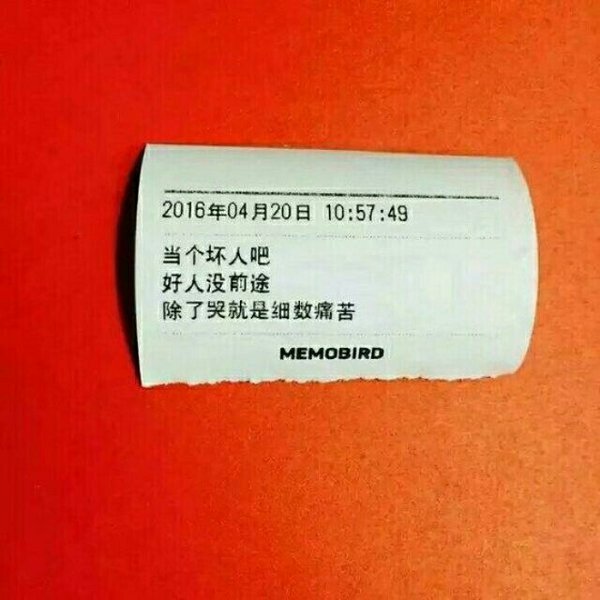 2016年04月20日 10:57:49
当个坏人吧
好人没前途
除了哭就是细数痛苦
MEMOBIRD